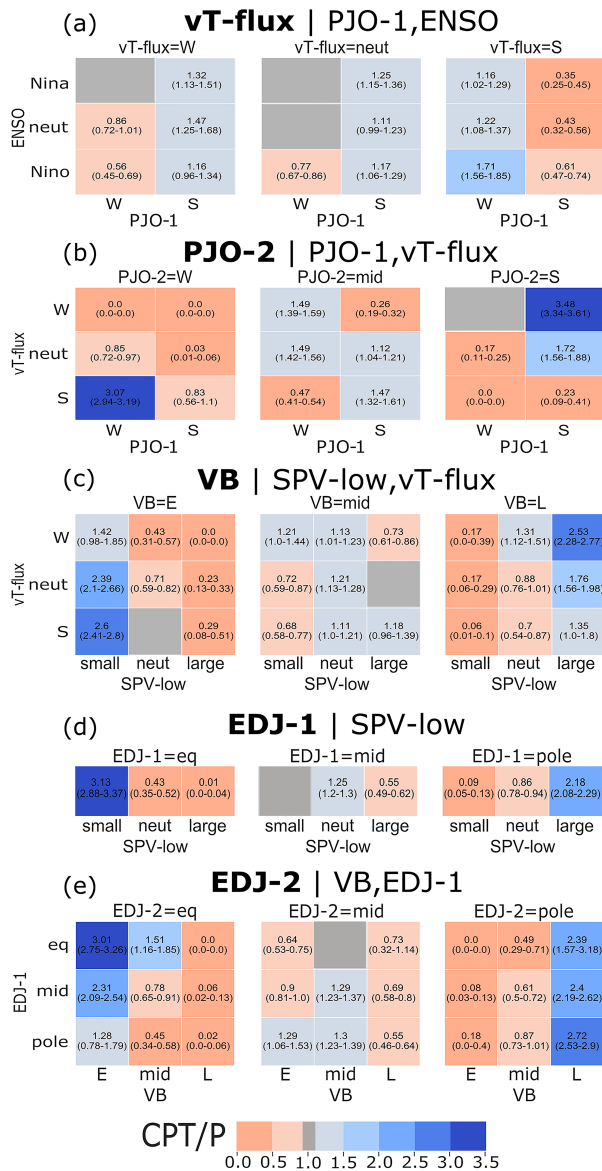 (a) vT-flux | PJO-1,ENSO
vT-flux=W vT-flux=neut vT-flux=S
ENSO
Nina 1.32 1.25 1.16 0.35
(1.13-1.51) (1.15-1.36) (1.02-1.29) (0.25-0.45)
neut 0.86 1.47 1.11 1.22 0.43
(0.72-1.01) (1.25-1.68) (0.99-1.23) (1.08-1.37) (0.32-0.56)
Nino 0.56 1.16 0.77 1.17 1.71 0.61
(0.45-0.69) (0.96-1.34) (0.67-0.86) (1.06-1.29) (1.56-1.85) (0.47-0.74)
W S W S W S
PJO-1 PJO-1 PJO-1
(b) PJO-2 | PJO-1,vT-flux
PJO-2=W PJO-2=mid PJO-2=S
vT-flux
W 0.0 0.0 1.49 0.26 3.48
(0.0-0.0) (0.0-0.0) (1.39-1.59) (0.19-0.32) (3.34-3.61)
neut 0.85 0.03 1.49 1.12 0.17 1.72
(0.72-0.97) (0.01-0.06) (1.42-1.56) (1.04-1.21) (0.11-0.25) (1.56-1.88)
S 3.07 0.83 0.47 1.47 0.0 0.23
(2.94-3.19) (0.56-1.1) (0.41-0.54) (1.32-1.61) (0.0-0.0) (0.09-0.41)
W S W S W S
PJO-1 PJO-1 PJO-1
(c) VB | SPV-low,vT-flux
VB=E VB=mid VB=L
vT-flux
W 1.42 0.43 0.0 1.21 1.13 0.73 0.17 1.31 2.53
(0.98-1.85) (0.31-0.57) (0.0-0.0) (1.0-1.44) (1.01-1.23) (0.61-0.86) (0.0-0.39) (1.12-1.51) (2.28-2.77)
neut 2.39 0.71 0.23 0.72 1.21 0.17 0.88 1.76
(2.1-2.66) (0.59-0.82) (0.13-0.33) (0.59-0.87) (1.13-1.28) (0.06-0.29) (0.76-1.01) (1.56-1.98)
S 2.6 0.29 0.68 1.11 1.18 0.06 0.7 1.35
(2.41-2.8) (0.08-0.51) (0.58-0.77) (1.0-1.21) (0.96-1.39) (0.01-0.1) (0.54-0.87) (1.0-1.8)
small neut large small neut large small neut large
SPV-low SPV-low SPV-low
(d) EDJ-1 | SPV-low
EDJ-1=eq EDJ-1=mid EDJ-1=pole
3.13 0.43 0.01 1.25 0.55 0.09 0.86 2.18
(2.88-3.37) (0.35-0.52) (0.0-0.04) (1.2-1.3) (0.49-0.62) (0.05-0.13) (0.78-0.94) (2.08-2.29)
small neut large small neut large small neut large
SPV-low SPV-low SPV-low
(e) EDJ-2 | VB,EDJ-1
EDJ-2=eq EDJ-2=mid EDJ-2=pole
EDJ-1
eq 3.01 1.51 0.0 0.64 0.73 0.0 0.49 2.39
(2.75-3.26) (1.16-1.85) (0.0-0.0) (0.53-0.75) (0.32-1.14) (0.0-0.0) (0.29-0.71) (1.57-3.18)
mid 2.31 0.78 0.06 0.9 1.29 0.69 0.08 0.61 2.4
(2.09-2.54) (0.65-0.91) (0.02-0.13) (0.81-1.0) (1.23-1.37) (0.58-0.8) (0.03-0.13) (0.5-0.72) (2.19-2.62)
pole 1.28 0.45 0.02 1.29 1.3 0.55 0.18 0.87 2.72
(0.78-1.79) (0.34-0.58) (0.0-0.06) (1.06-1.53) (1.23-1.39) (0.46-0.64) (0.0-0.4) (0.73-1.01) (2.53-2.9)
E mid L E mid L E mid L
VB VB VB
CPT/P
0.0 0.5 1.0 1.5 2.0 2.5 3.0 3.5